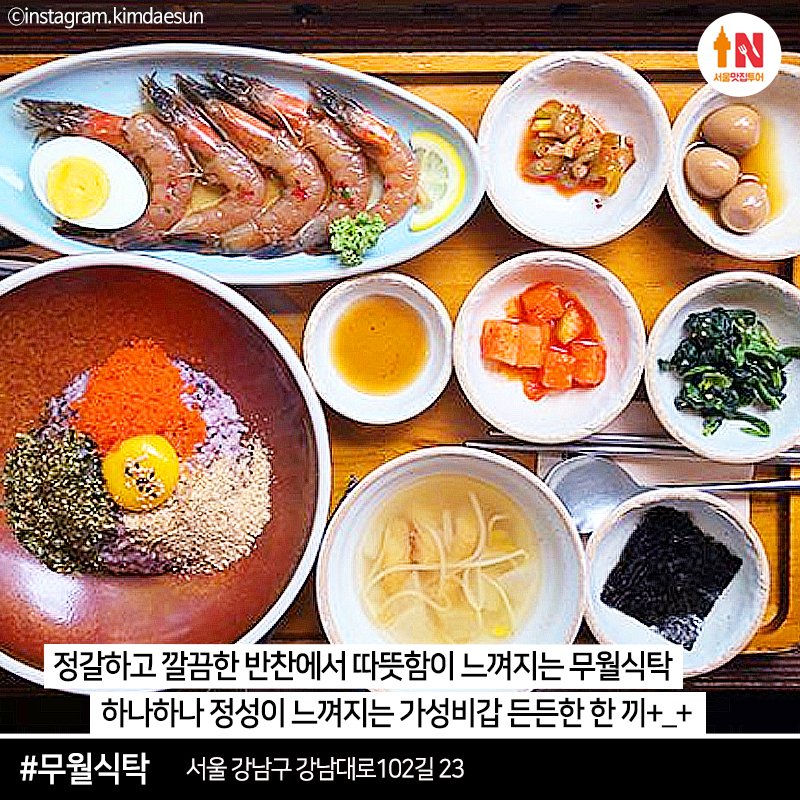 ©instagram.kimdaesun
IN
서울맛집투어
정갈하고 깔끔한 반찬에서 따뜻함이 느껴지는 무월식탁
하나하나 정성이 느껴지는 가성비갑 든든한 한 끼+_+
#무월식탁 서울 강남구 강남대로102길 23